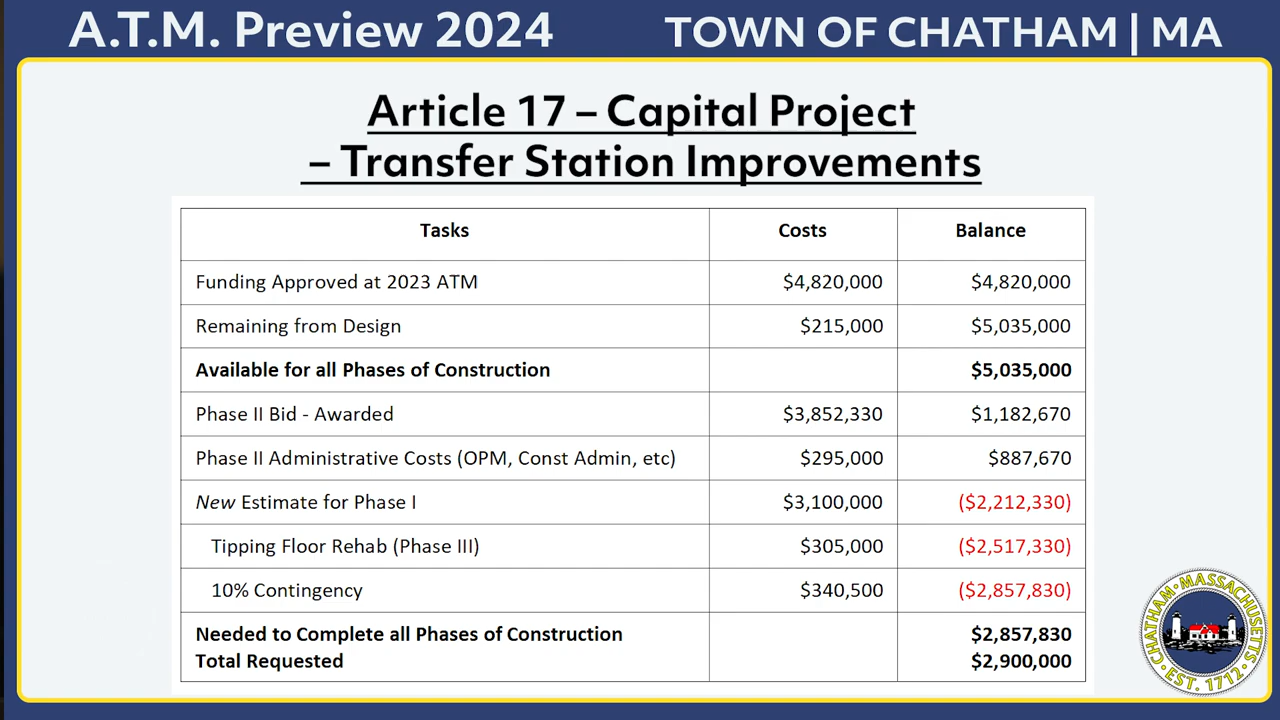 A.T.M. Preview 2024 TOWN OF CHATHAM | MA
Article 17 – Capital Project
– Transfer Station Improvements
Tasks Costs Balance
Funding Approved at 2023 ATM $4,820,000 $4,820,000
Remaining from Design $215,000 $5,035,000
Available for all Phases of Construction $5,035,000
Phase II Bid - Awarded $3,852,330 $1,182,670
Phase II Administrative Costs (OPM, Const Admin, etc) $295,000 $887,670
New Estimate for Phase I $3,100,000 ($2,212,330)
Tipping Floor Rehab (Phase III) $305,000 ($2,517,330)
10% Contingency $340,500 ($2,857,830)
Needed to Complete all Phases of Construction $2,857,830
Total Requested $2,900,000
CHATHAM · MASSACHUSETTS
EST. 1712